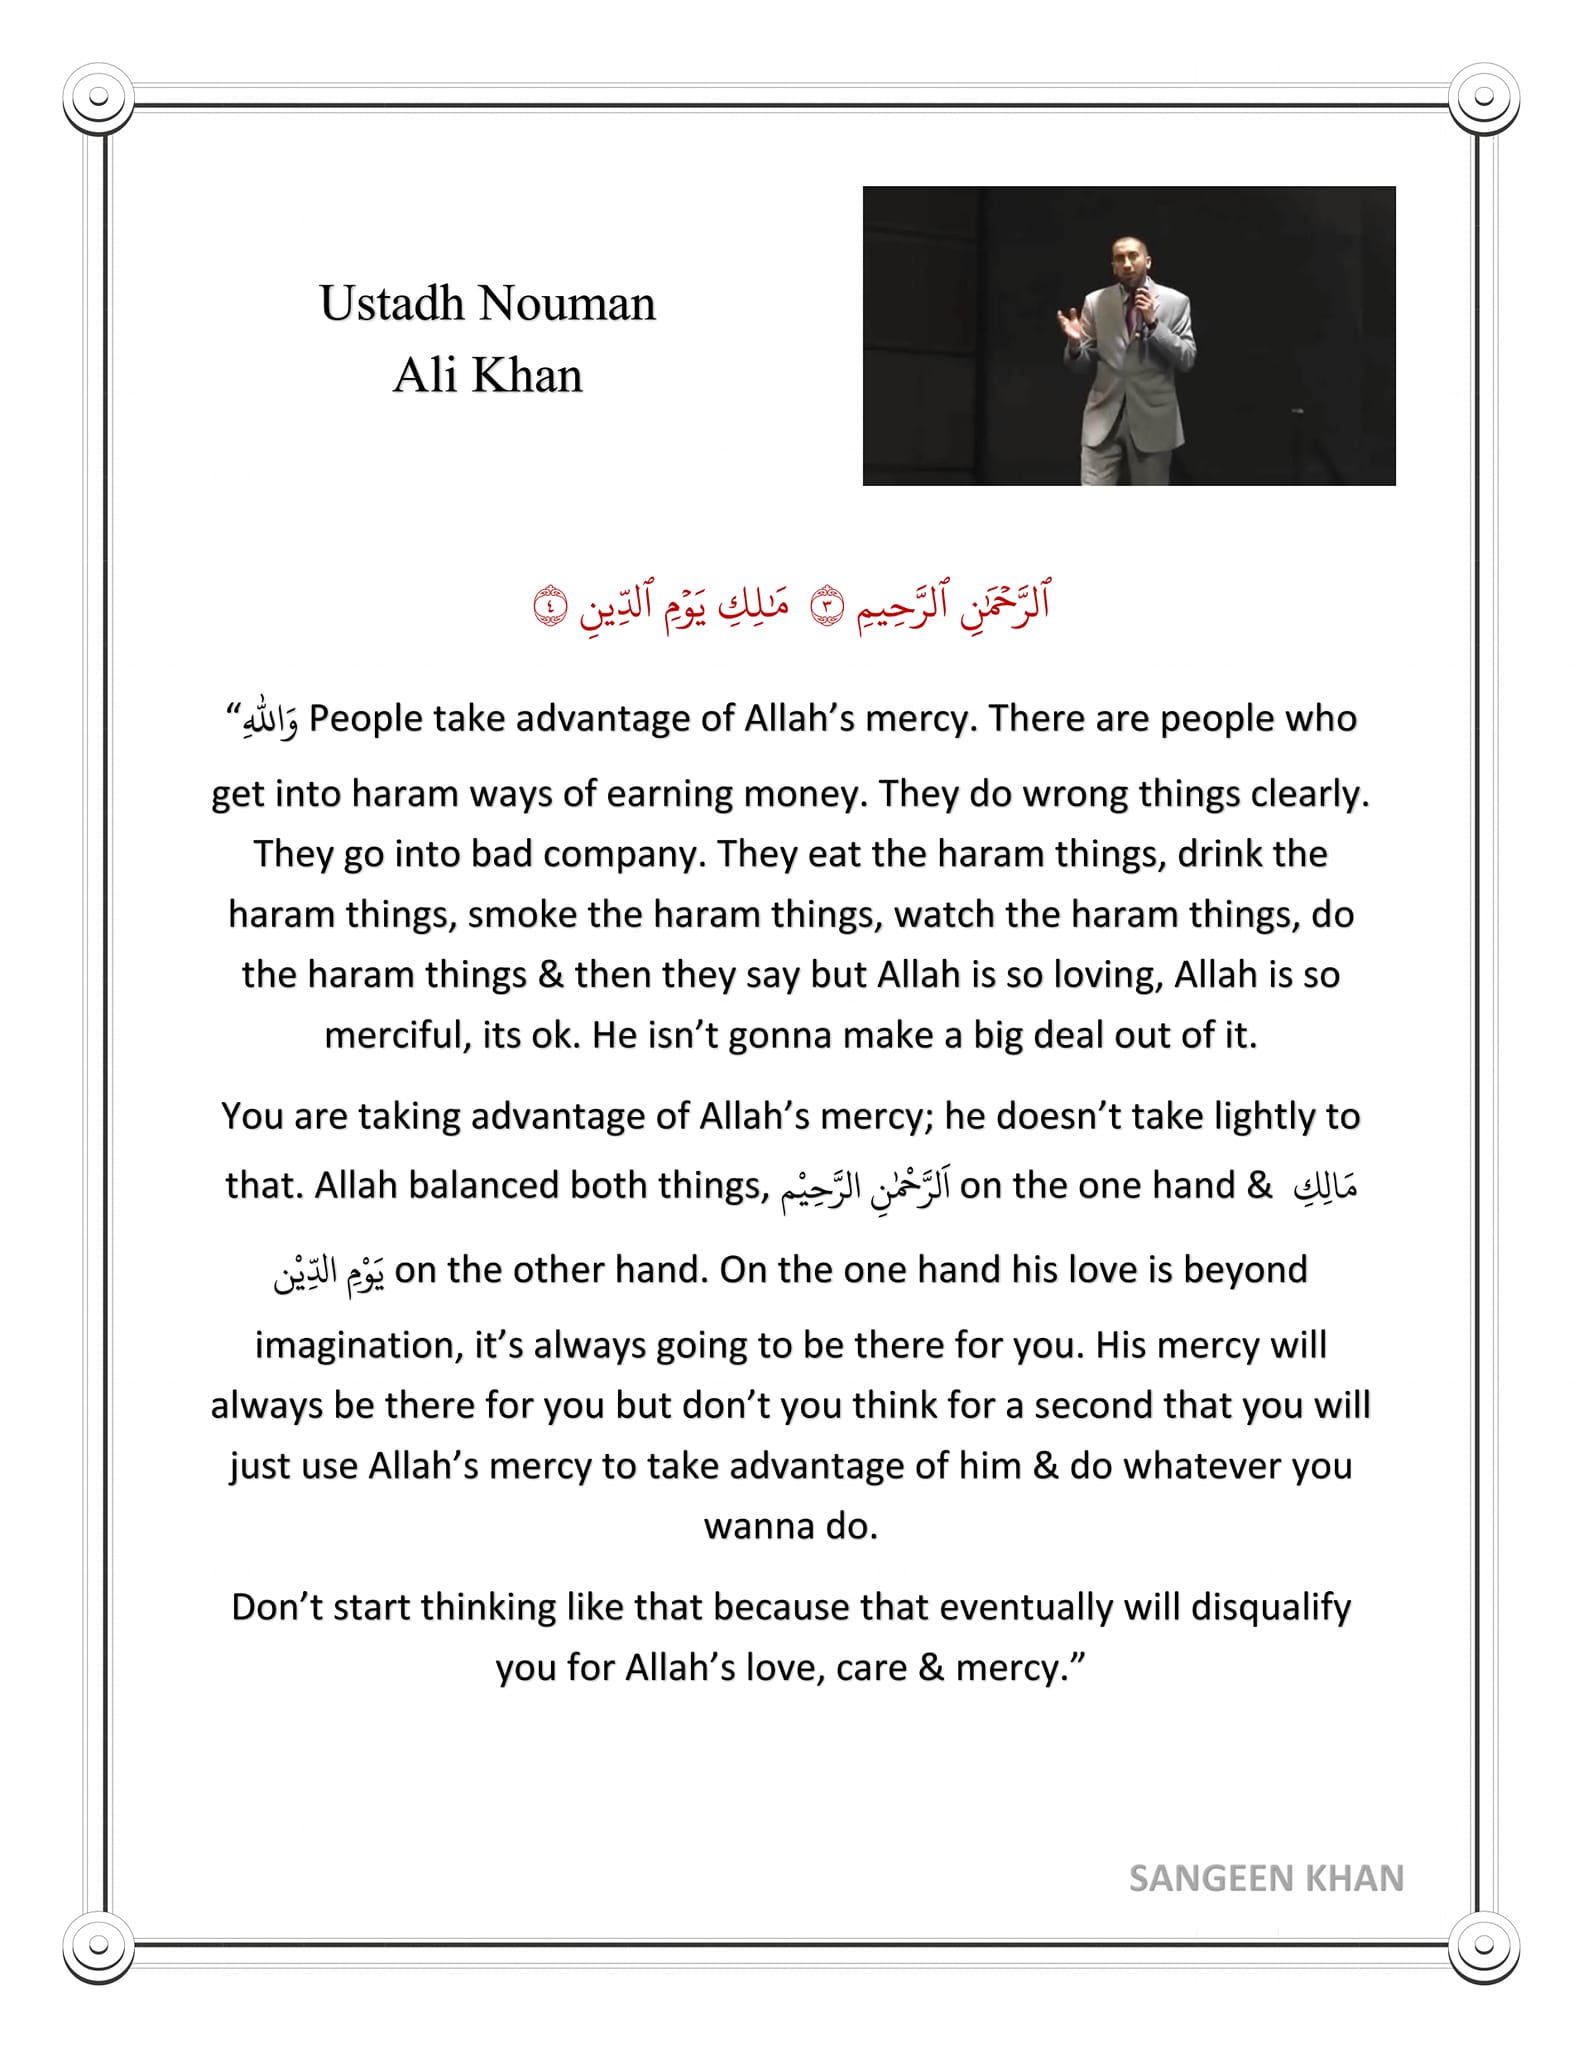 Ustadh Nouman
Ali Khan
ٱلرَّحْمَٰنِ ٱلرَّحِيمِ ٣ مَـٰلِكِ يَوْمِ ٱلدِّينِ ٤
“وَاللّٰهِ People take advantage of Allah’s mercy. There are people who
get into haram ways of earning money. They do wrong things clearly.
They go into bad company. They eat the haram things, drink the
haram things, smoke the haram things, watch the haram things, do
the haram things & then they say but Allah is so loving, Allah is so
merciful, its ok. He isn’t gonna make a big deal out of it.
You are taking advantage of Allah’s mercy; he doesn’t take lightly to
that. Allah balanced both things, اَلرَّحْمٰنِ الرَّحِيْم on the one hand & مَالِكِ
يَوْمِ الدِّيْن on the other hand. On the one hand his love is beyond
imagination, it’s always going to be there for you. His mercy will
always be there for you but don’t you think for a second that you will
just use Allah’s mercy to take advantage of him & do whatever you
wanna do.
Don’t start thinking like that because that eventually will disqualify
you for Allah’s love, care & mercy.”
SANGEEN KHAN